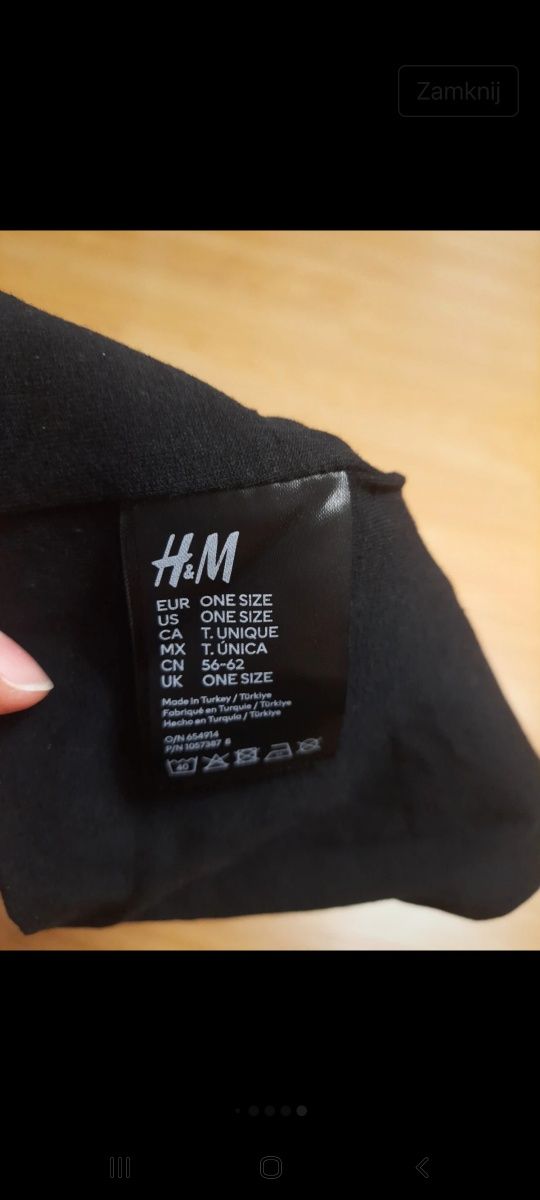 Zamknij
H&M
EUR ONE SIZE
US ONE SIZE
CA T. UNIQUE
MX T. ÚNICA
CN 56-62
UK ONE SIZE
Made in Turkey / Türkiye
Fabriqué en Turquie / Türkiye
Hecho en Turquía / Türkiye
O/N 654914
P/N 1057387 8
40